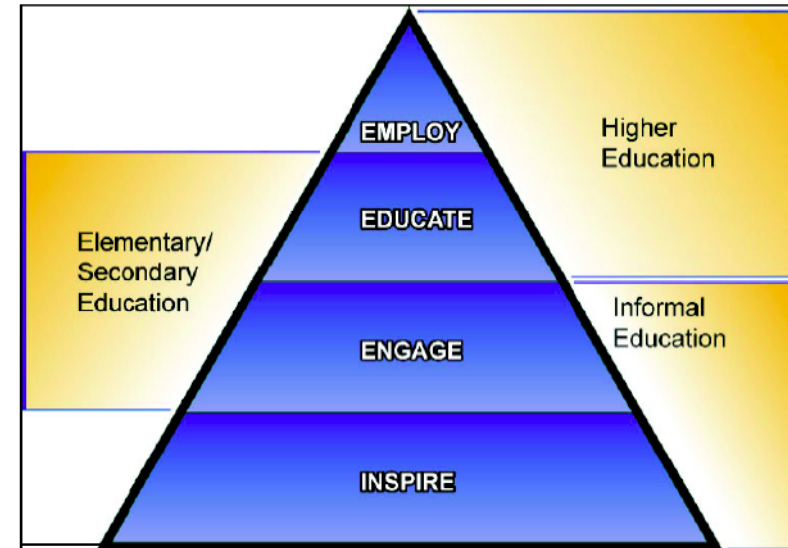 EMPLOY
Higher
Education
EDUCATE
Elementary/
Secondary
Education
Informal
Education
ENGAGE
INSPIRE